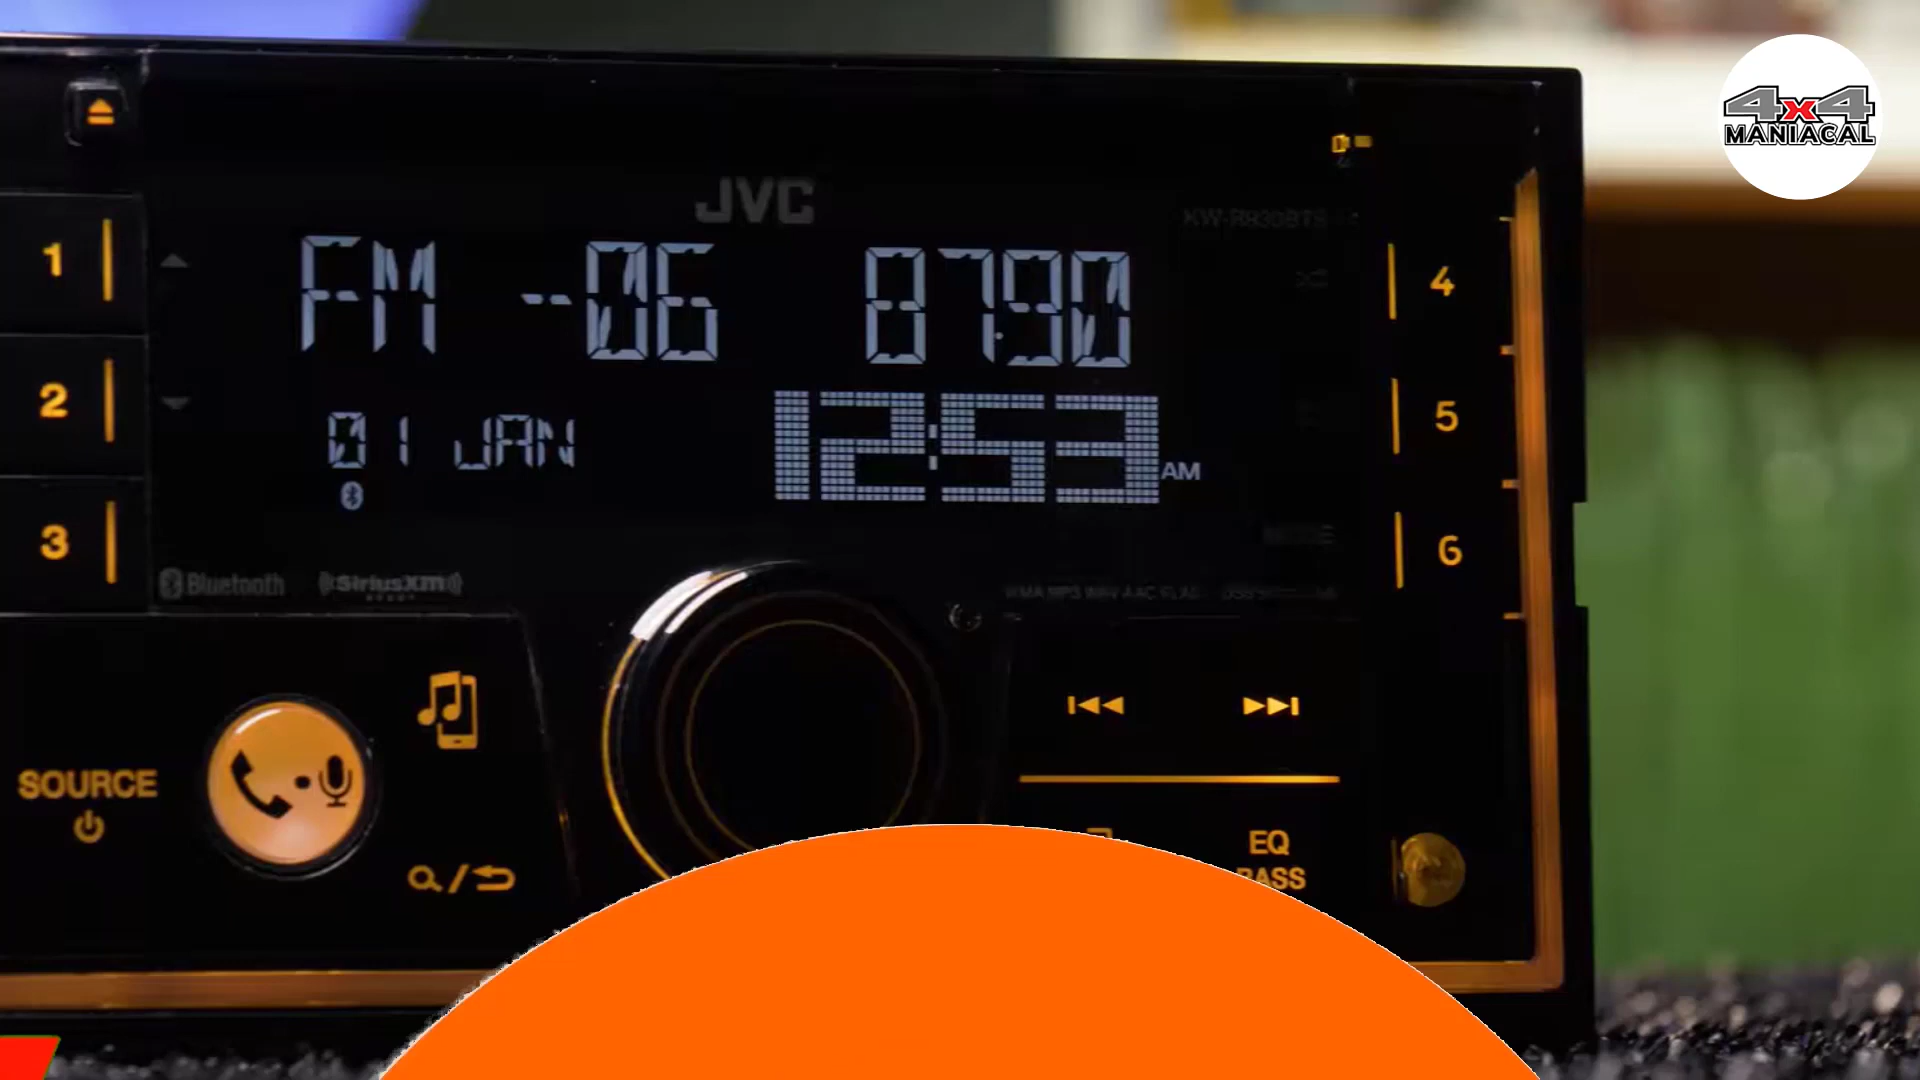 4x4
MANIACAL
JVC
FM -06 87.90
01 JAN 12:53 AM
1
2
3
4
5
6
Bluetooth
SiriusXM
SOURCE
EQ
BASS